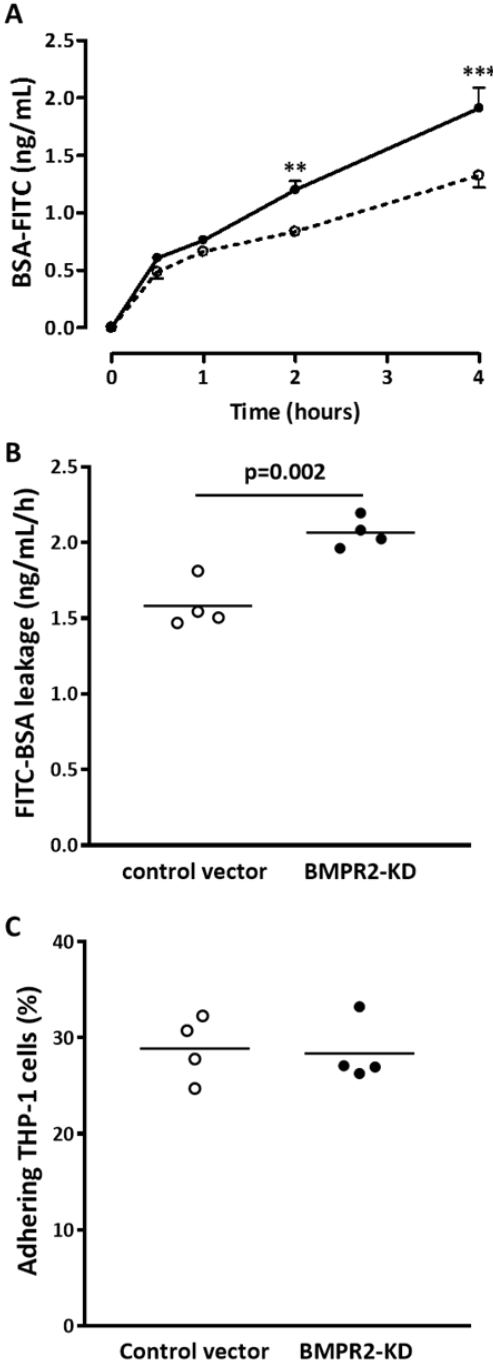 A
BSA-FITC (ng/mL)
2.5
2.0
1.5
1.0
0.5
0.0
**
***
0 1 2 3 4
Time (hours)
B
FITC-BSA leakage (ng/mL/h)
2.5
2.0
1.5
1.0
0.5
0.0
p=0.002
control vector BMPR2-KD
C
Adhering THP-1 cells (%)
40
30
20
10
0
Control vector BMPR2-KD